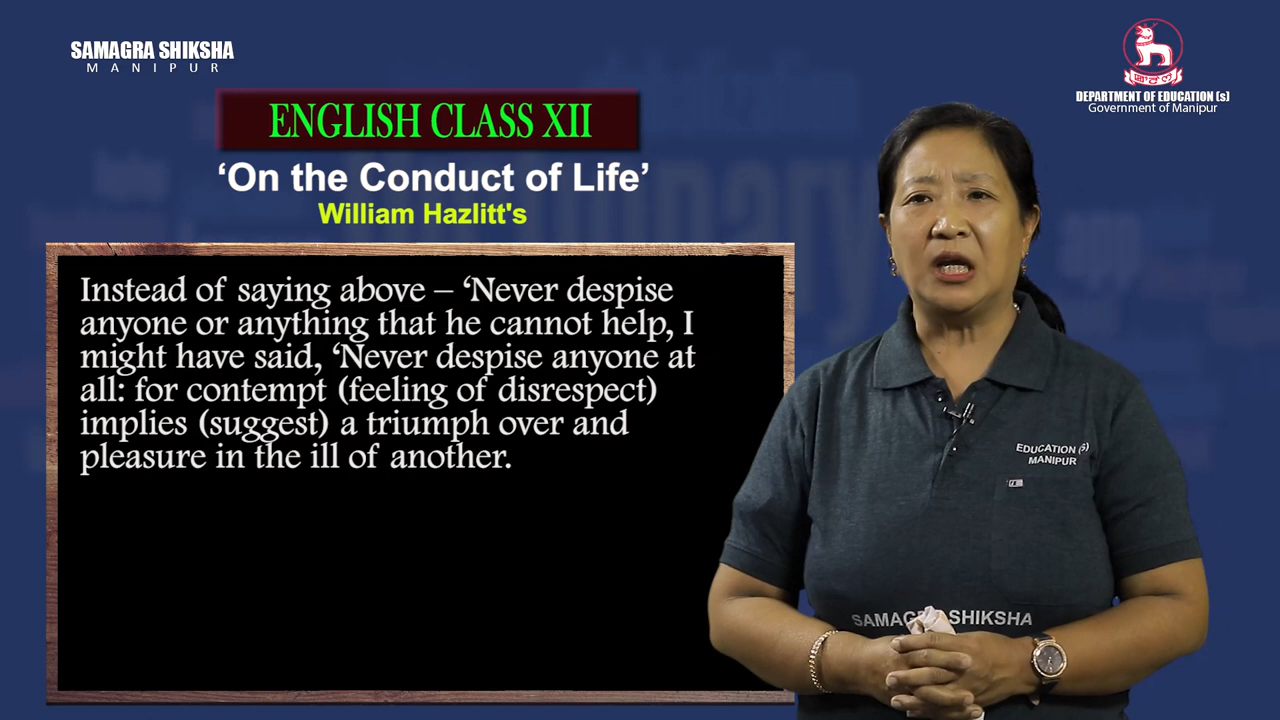 SAMAGRA SHIKSHA
MANIPUR
DEPARTMENT OF EDUCATION (s)
Government of Manipur
ENGLISH CLASS XII
‘On the Conduct of Life’
William Hazlitt's
Instead of saying above – ‘Never despise
anyone or anything that he cannot help, I
might have said, ‘Never despise anyone at
all: for contempt (feeling of disrespect)
implies (suggest) a triumph over and
pleasure in the ill of another.
EDUCATION (S)
MANIPUR
SAMAGRA SHIKSHA